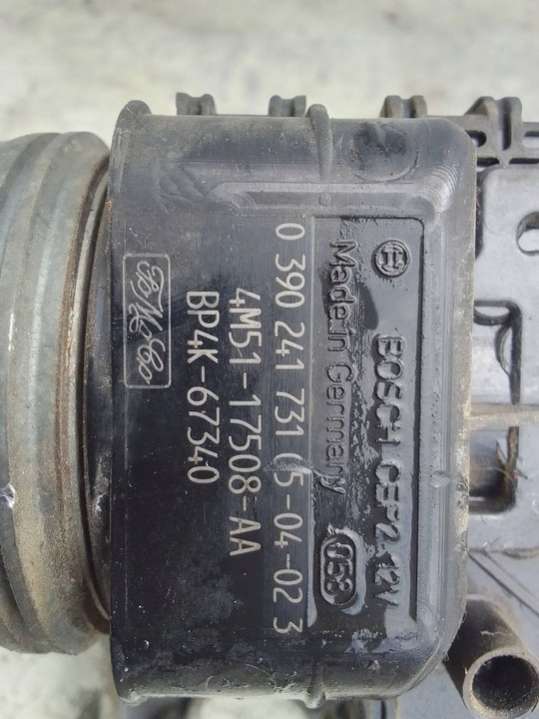 BOSCH CEP2 12V
Made in Germany
058
0 390 241 731 05-04-02 3
4M51-17508-AA
BP4K-67340